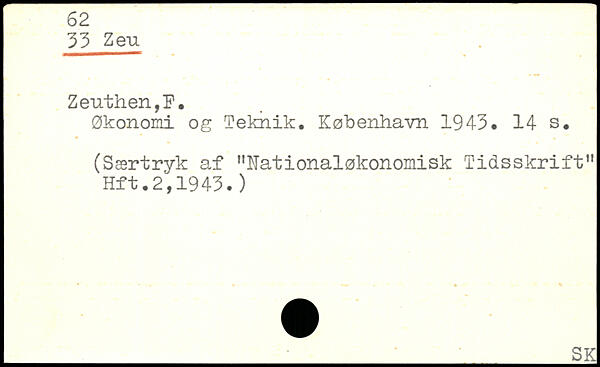 62
33 Zeu
Zeuthen,F.
Økonomi og Teknik. København 1943. 14 s.
(Særtryk af "Nationaløkonomisk Tidsskrift"
Hft.2,1943.)
SK